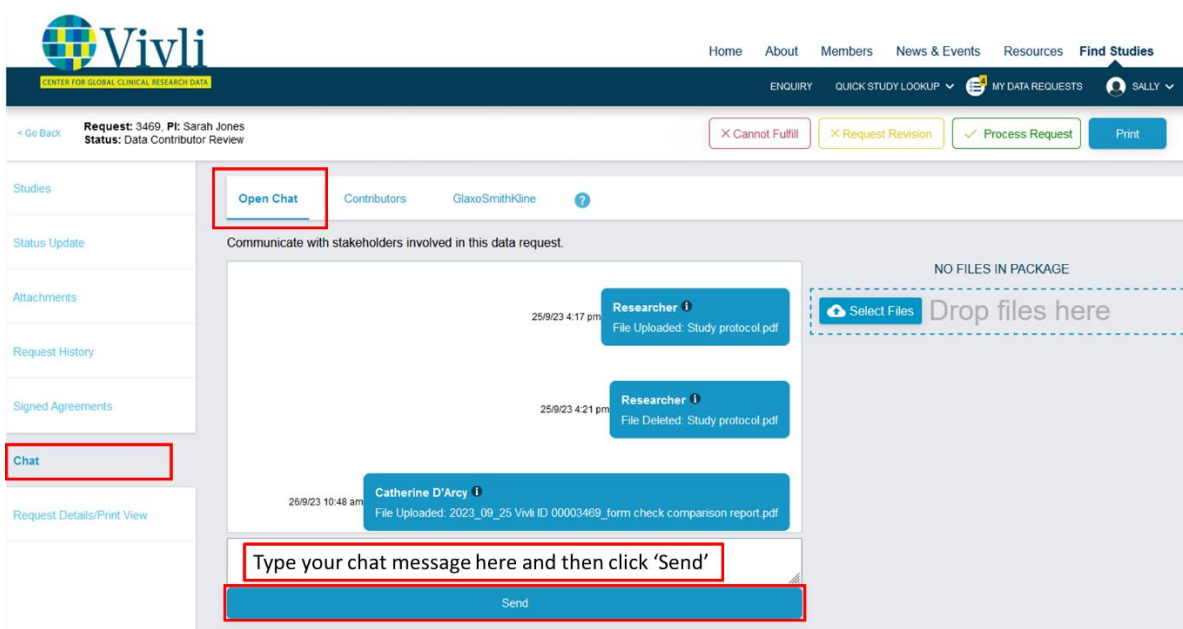 Vivli
CENTER FOR GLOBAL CLINICAL RESEARCH DATA
Home About Members News & Events Resources Find Studies
ENQUIRY QUICK STUDY LOOKUP 4 MY DATA REQUESTS SALLY
< Go Back Request: 3469, PI: Sarah Jones
Status: Data Contributor Review
Cannot Fulfill Request Revision Process Request Print
Studies
Status Update
Attachments
Request History
Signed Agreements
Chat
Request Details/Print View
Open Chat Contributors GlaxoSmithKline ?
Communicate with stakeholders involved in this data request.
25/9/23 4:17 pm
Researcher i
File Uploaded: Study protocol.pdf
25/9/23 4:21 pm
Researcher i
File Deleted: Study protocol.pdf
26/9/23 10:48 am
Catherine D'Arcy i
File Uploaded: 2023_09_25 Vivli ID 00003469_form check comparison report.pdf
Type your chat message here and then click ‘Send’
Send
NO FILES IN PACKAGE
Select Files Drop files here